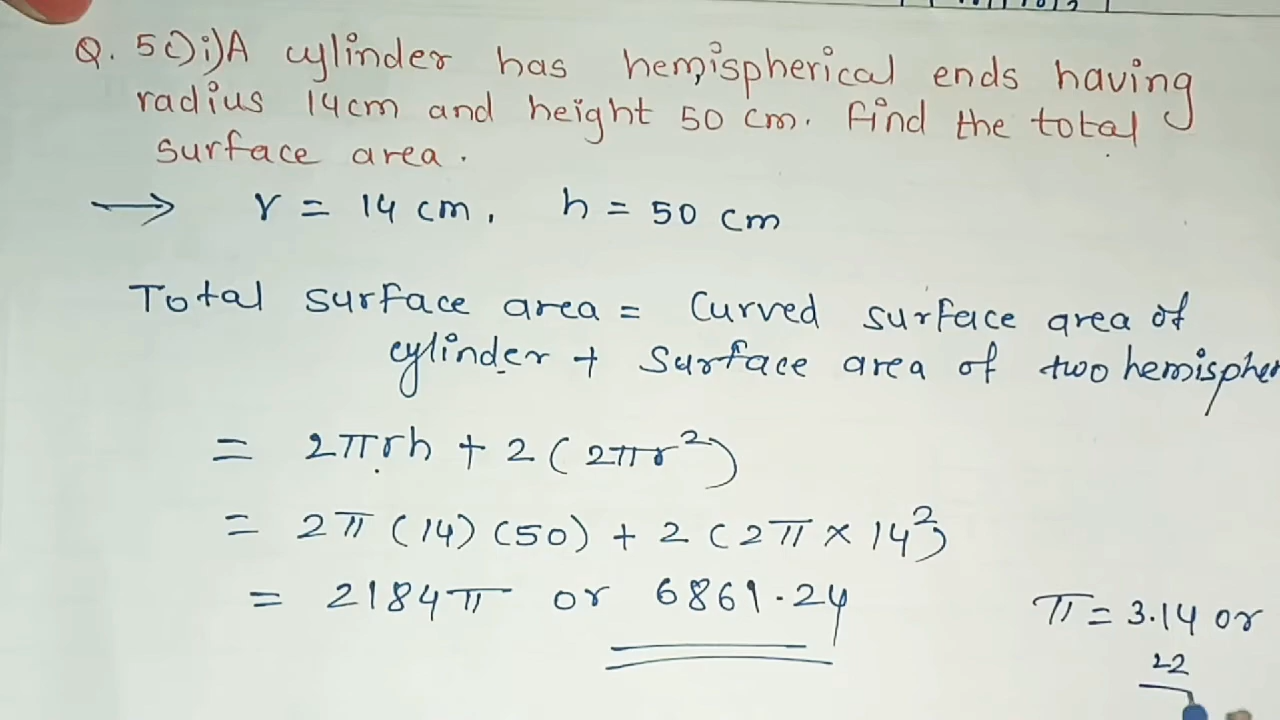 Q. 5c)i)A cylinder has hemispherical ends having
radius 14cm and height 50 cm. Find the total
surface area.
→ r = 14 cm, h = 50 cm
Total surface area = Curved surface area of
cylinder + Surface area of two hemispher
= 2πrh + 2(2πr²)
= 2π(14)(50) + 2(2π×14²)
= 2184π or 6861.24
π = 3.14 or
22